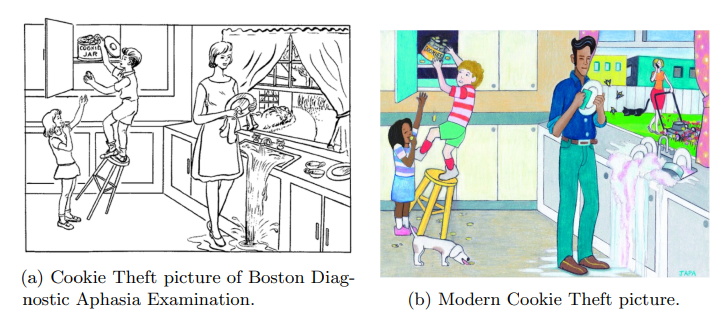 COOKIE
JAR
(a) Cookie Theft picture of Boston Diag-
nostic Aphasia Examination.
TAPA
(b) Modern Cookie Theft picture.